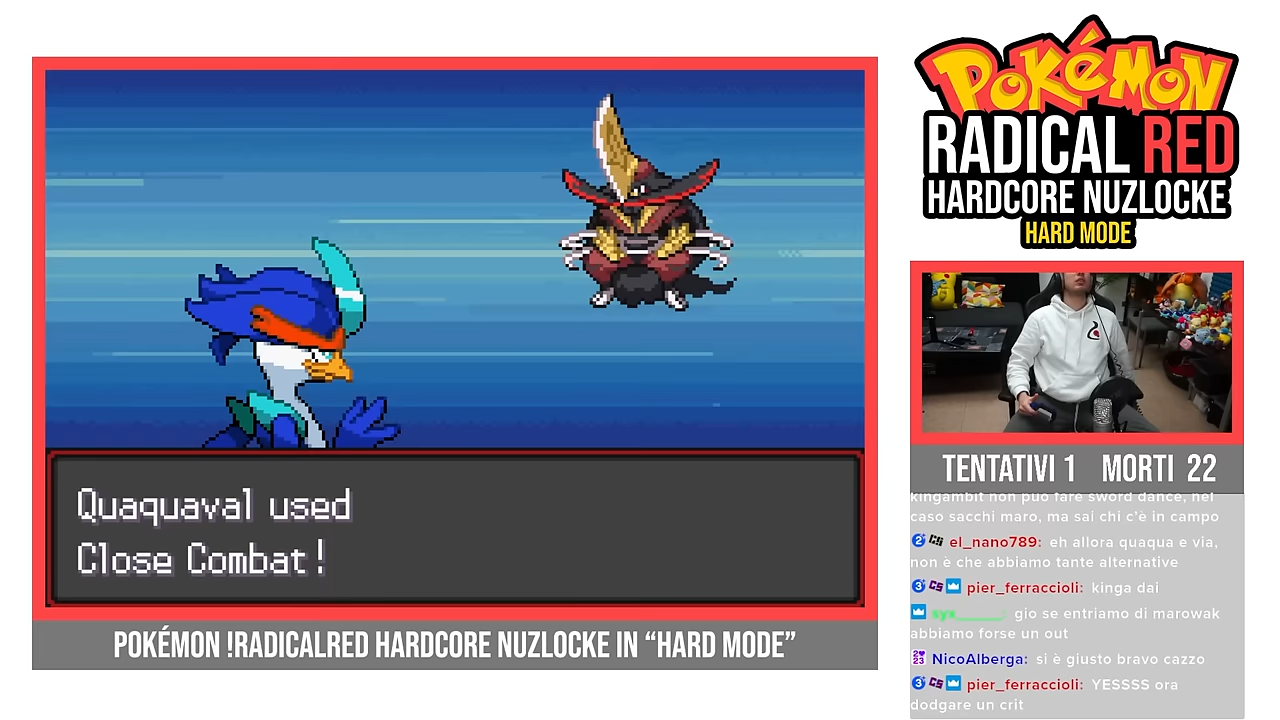 POKÉMON
RADICAL RED
HARDCORE NUZLOCKE
HARD MODE
Quaquaval used
Close Combat!
POKÉMON !RADICALRED HARDCORE NUZLOCKE IN “HARD MODE”
TENTATIVI 1 MORTI 22
kingambit non può fare sword dance, nel
caso sacchi maro, ma sai chi c'è in campo
el_nano789: eh allora quaqua e via,
non è che abbiamo tante alternative
pier_ferraccioli: kinga dai
gio se entriamo di marowak
abbiamo forse un out
NicoAlberga: sì è giusto bravo cazzo
pier_ferraccioli: YESSSS ora
dodgare un crit